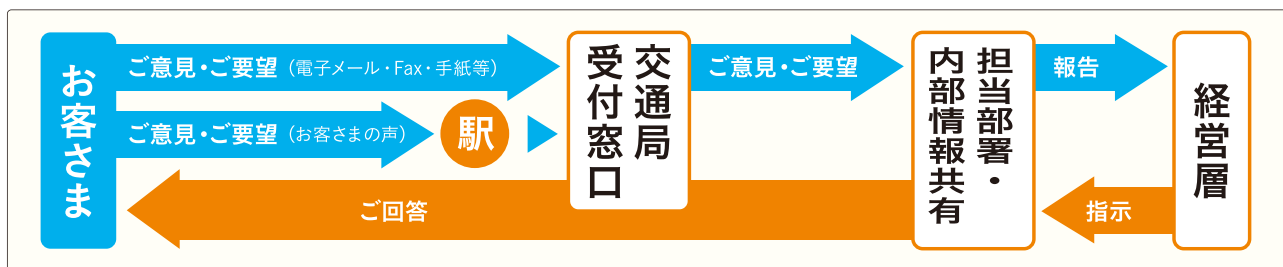 お客さま
ご意見・ご要望（電子メール・Fax・手紙等）
ご意見・ご要望（お客さまの声）
駅
交通局
受付窓口
ご意見・ご要望
担当部署・
内部情報共有
報告
経営層
指示
ご回答